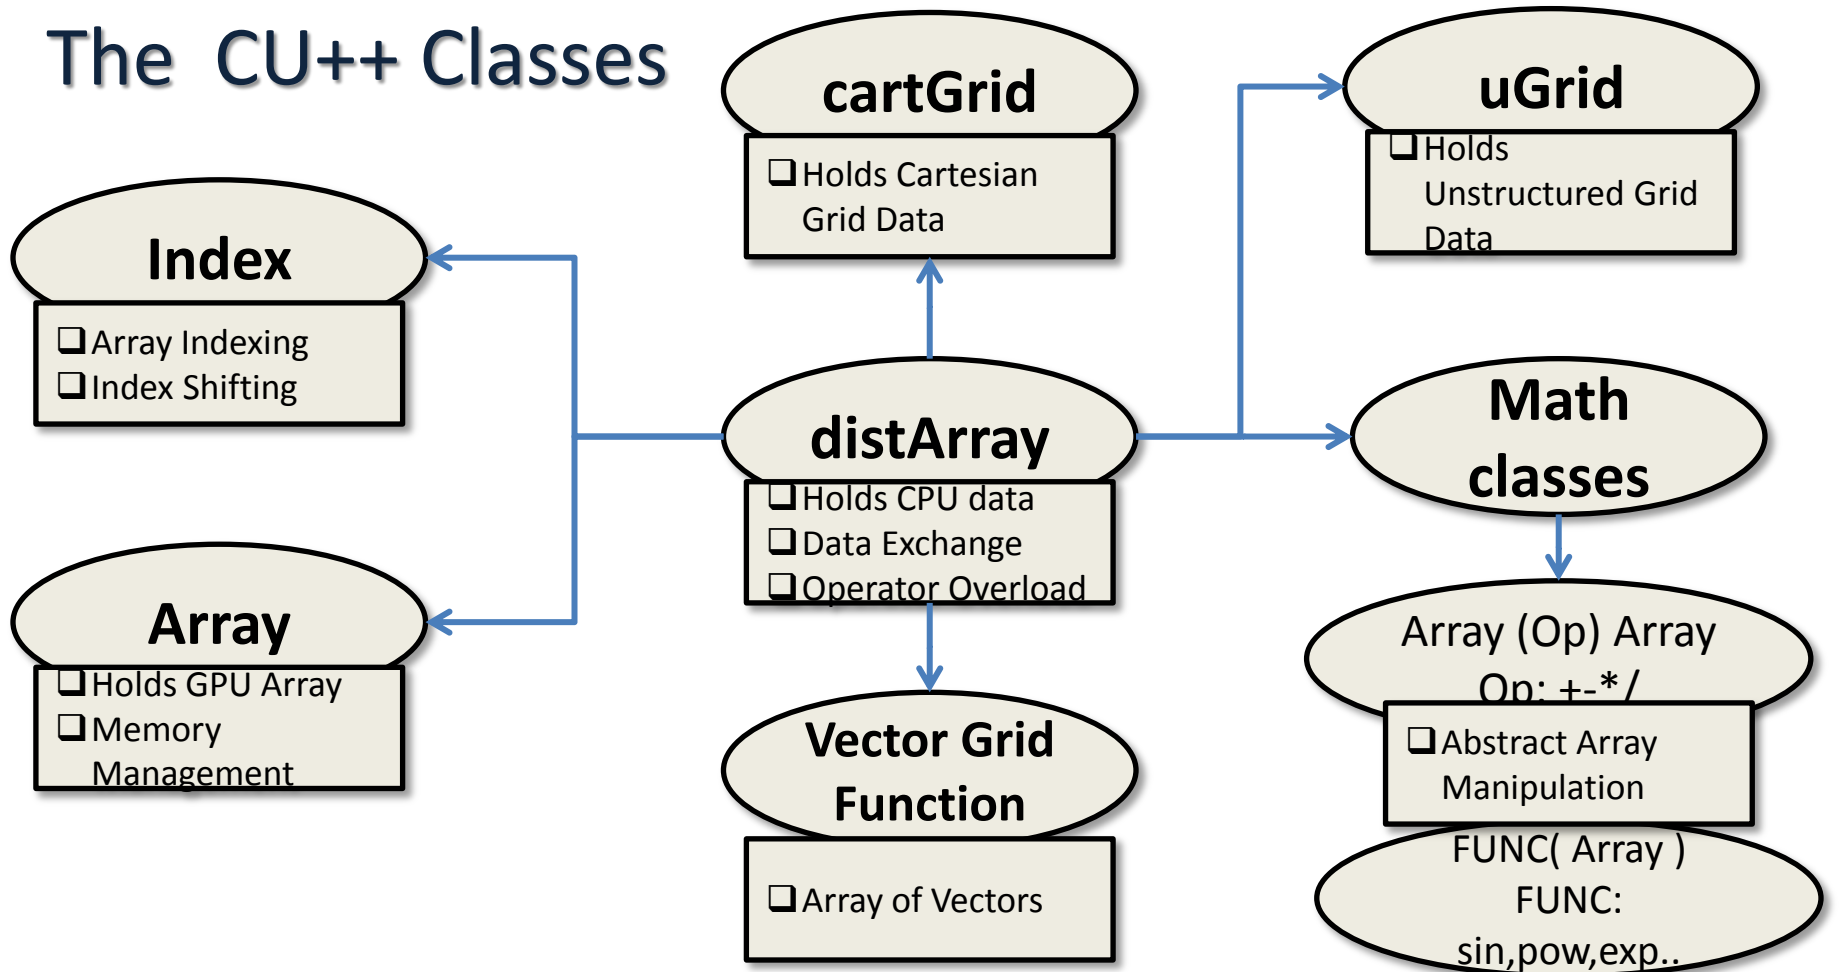 The CU++ Classes
cartGrid
❑Holds Cartesian
Grid Data
uGrid
❑Holds
Unstructured Grid
Data
Index
❑Array Indexing
❑Index Shifting
distArray
❑Holds CPU data
❑Data Exchange
❑Operator Overload
Math
classes
Array
❑Holds GPU Array
❑Memory
Management
Vector Grid
Function
❑Array of Vectors
Array (Op) Array
Op: +-*/
❑Abstract Array
Manipulation
FUNC( Array )
FUNC:
sin,pow,exp..